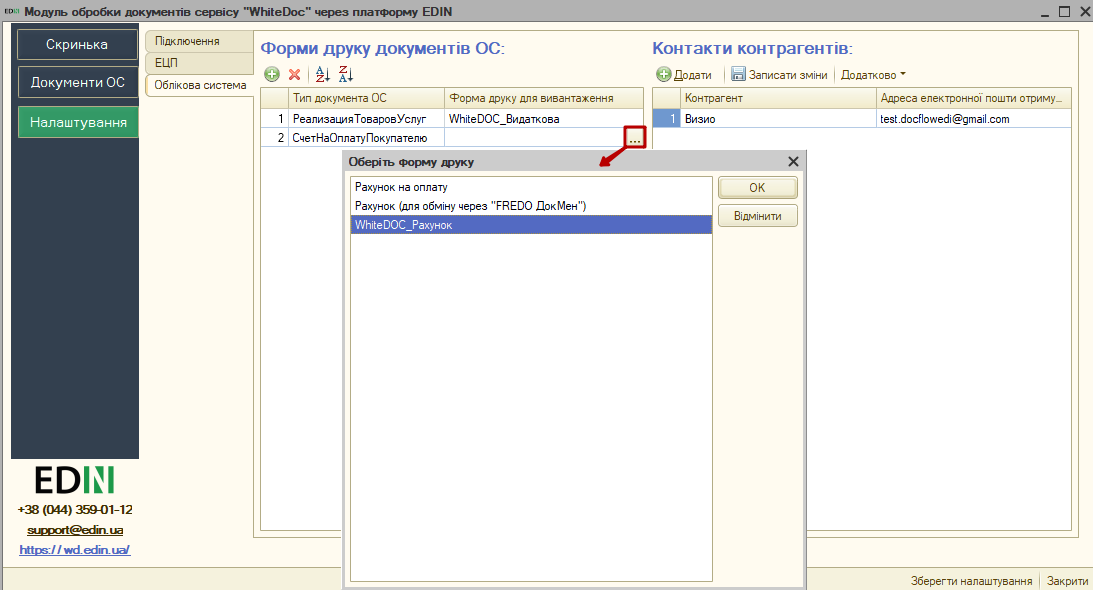 EDIN Модуль обробки документів сервісу "WhiteDoc" через платформу EDIN
Скринька
Документи ОС
Налаштування
Підключення
ЕЦП
Облікова система
Форми друку документів ОС:
Тип документа ОС Форма друку для вивантаження
1 РеализацияТоваровУслуг WhiteDOC_Видаткова
2 СчетНаОплатуПокупателю ...
Контакти контрагентів:
Додати Записати зміни Додатково
Контрагент Адреса електронної пошти отриму...
1 Визио test.docflowedi@gmail.com
Оберіть форму друку
Рахунок на оплату
Рахунок (для обміну через "FREDO ДокМен")
WhiteDOC_Рахунок
OK
Відмінити
EDIN
+38 (044) 359-01-12
support@edin.ua
https://wd.edin.ua/
Зберегти налаштування Закрити